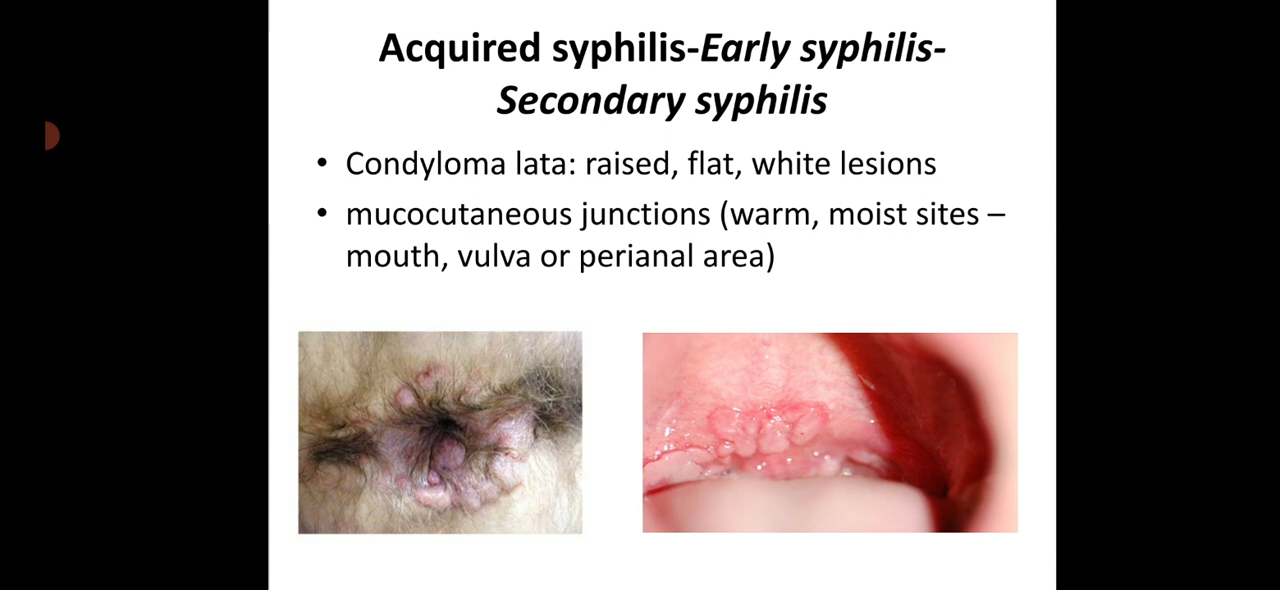 Acquired syphilis-Early syphilis-
Secondary syphilis
• Condyloma lata: raised, flat, white lesions
• mucocutaneous junctions (warm, moist sites –
mouth, vulva or perianal area)